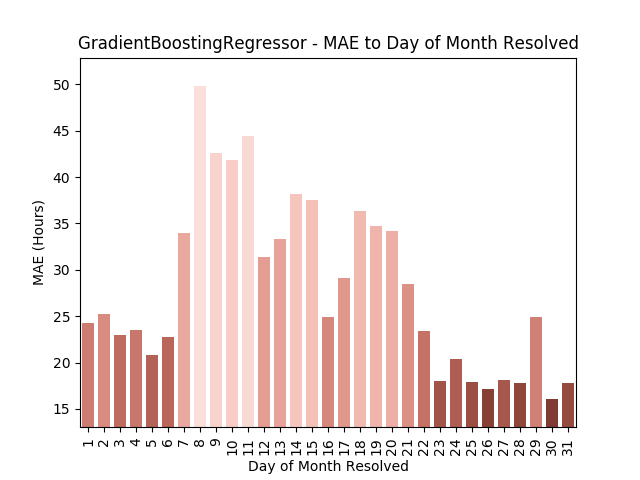 GradientBoostingRegressor - MAE to Day of Month Resolved
MAE (Hours)
50
45
40
35
30
25
20
15
1 2 3 4 5 6 7 8 9 10 11 12 13 14 15 16 17 18 19 20 21 22 23 24 25 26 27 28 29 30 31
Day of Month Resolved